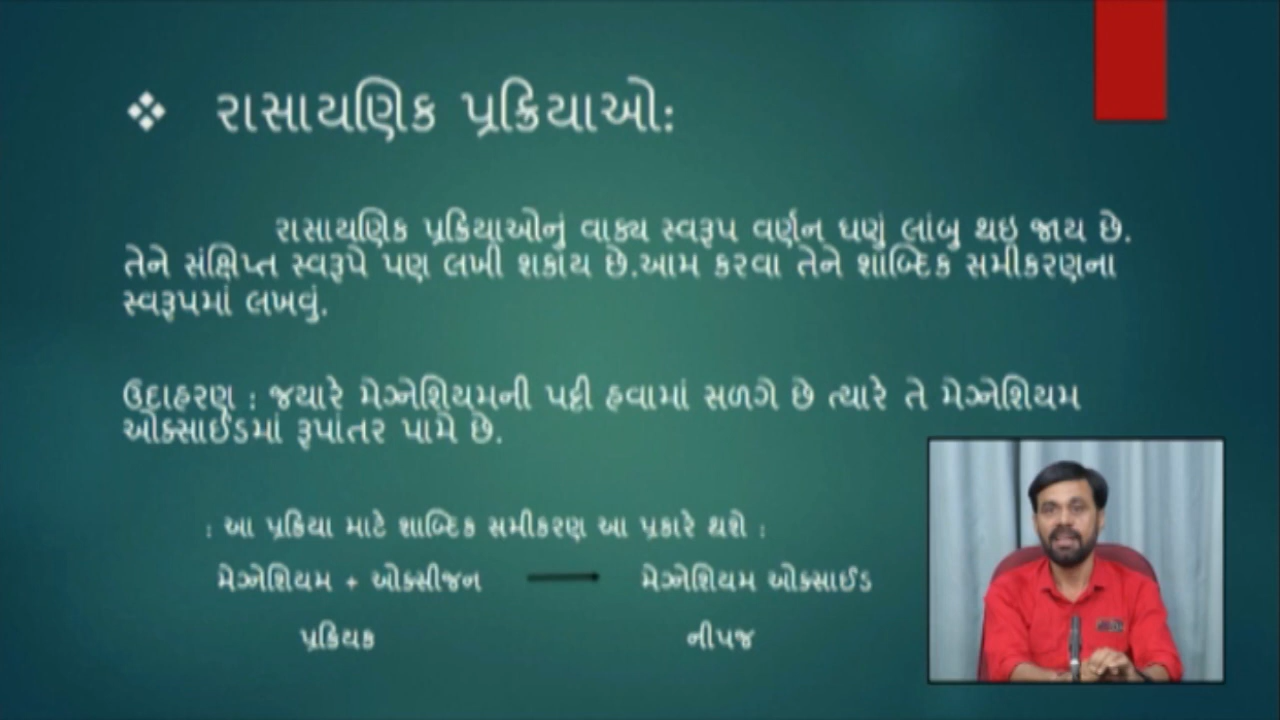 ❖ રાસાયણિક પ્રક્રિયાઓ:
રાસાયણિક પ્રક્રિયાઓનું વાક્ય સ્વરૂપ વર્ણન ઘણું લાંબુ થઇ જાય છે.
તેને સંક્ષિપ્ત સ્વરૂપે પણ લખી શકાય છે.આમ કરવા તેને શાબ્દિક સમીકરણના
સ્વરૂપમાં લખવું.
ઉદાહરણ : જયારે મેગ્નેશિયમની પટ્ટી હવામાં સળગે છે ત્યારે તે મેગ્નેશિયમ
ઓક્સાઈડમાં રૂપાંતર પામે છે.
: આ પ્રક્રિયા માટે શાબ્દિક સમીકરણ આ પ્રકારે થશે :
મેગ્નેશિયમ + ઓક્સીજન ⟶ મેગ્નેશિયમ ઓક્સાઈડ
પ્રક્રિયક નીપજ